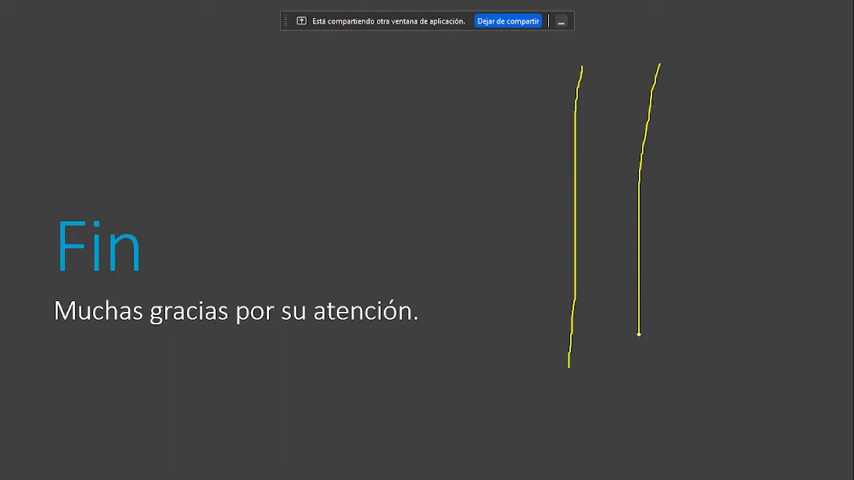 Está compartiendo otra ventana de aplicación. Dejar de compartir
Fin
Muchas gracias por su atención.